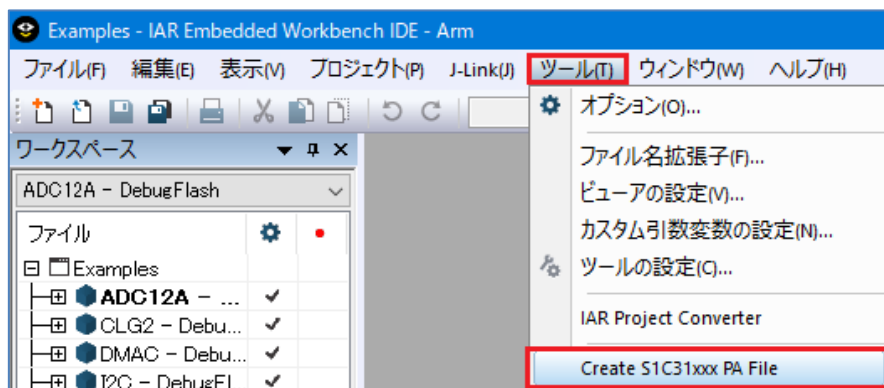 Examples - IAR Embedded Workbench IDE - Arm
ファイル(F) 編集(E) 表示(V) プロジェクト(P) J-Link(J) ツール(T) ウィンドウ(W) ヘルプ(H)
オプション(O)...
ワークスペース
ファイル名拡張子(F)...
ADC12A - DebugFlash
ビューアの設定(V)...
ファイル
カスタム引数変数の設定(N)...
Examples
ツールの設定(C)...
ADC12A - ...
CLG2 - Debu...
IAR Project Converter
DMAC - Debu...
Create S1C31xxx PA File
I2C - DebugFl...